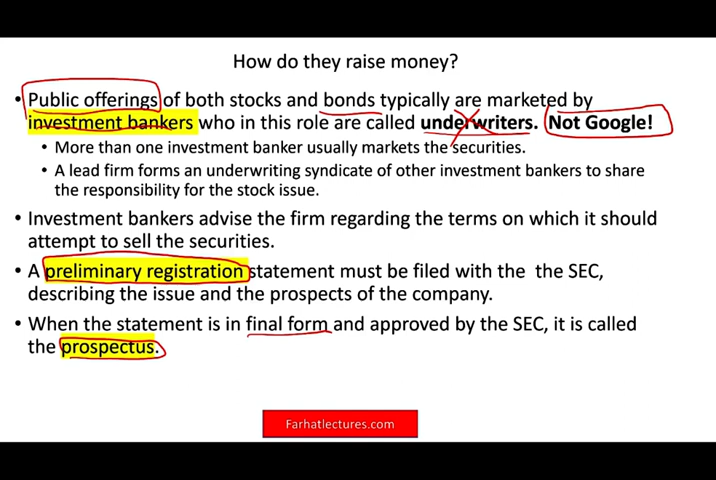 How do they raise money?
• Public offerings of both stocks and bonds typically are marketed by
investment bankers who in this role are called underwriters. Not Google!
• More than one investment banker usually markets the securities.
• A lead firm forms an underwriting syndicate of other investment bankers to share
the responsibility for the stock issue.
• Investment bankers advise the firm regarding the terms on which it should
attempt to sell the securities.
• A preliminary registration statement must be filed with the the SEC,
describing the issue and the prospects of the company.
• When the statement is in final form and approved by the SEC, it is called
the prospectus.
Farhatlectures.com